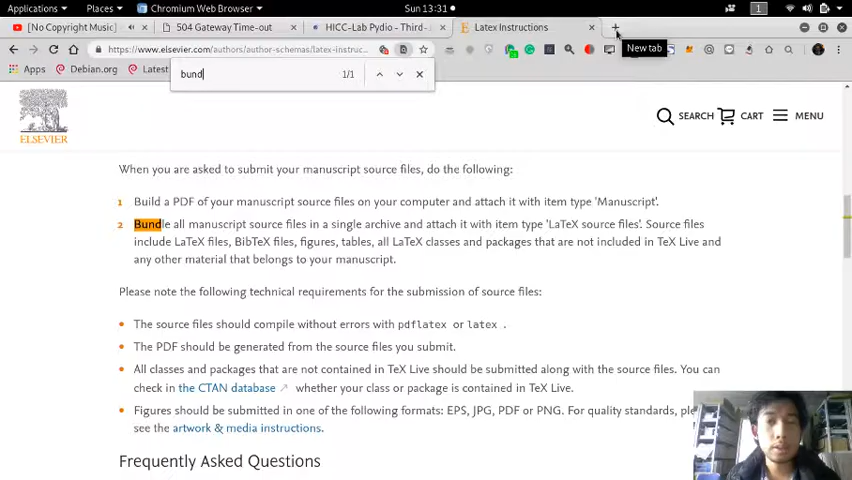 Applications
Places
Chromium Web Browser
Sun 13:31
1
[No Copyright Music]
504 Gateway Time-out
HICC-Lab Pydio - Third-
Latex Instructions
https://www.elsevier.com/authors/author-schemas/latex-instruc...
New tab
Apps
Debian.org
Latest
bund
1/1
ELSEVIER
SEARCH
CART
MENU
When you are asked to submit your manuscript source files, do the following:
1 Build a PDF of your manuscript source files on your computer and attach it with item type 'Manuscript'.
2 Bundle all manuscript source files in a single archive and attach it with item type 'LaTeX source files'. Source files
include LaTeX files, BibTeX files, figures, tables, all LaTeX classes and packages that are not included in TeX Live and
any other material that belongs to your manuscript.
Please note the following technical requirements for the submission of source files:
• The source files should compile without errors with pdflatex or latex .
• The PDF should be generated from the source files you submit.
• All classes and packages that are not contained in TeX Live should be submitted along with the source files. You can
check in the CTAN database whether your class or package is contained in TeX Live.
• Figures should be submitted in one of the following formats: EPS, JPG, PDF or PNG. For quality standards, ple
see the artwork & media instructions.
Frequently Asked Questions